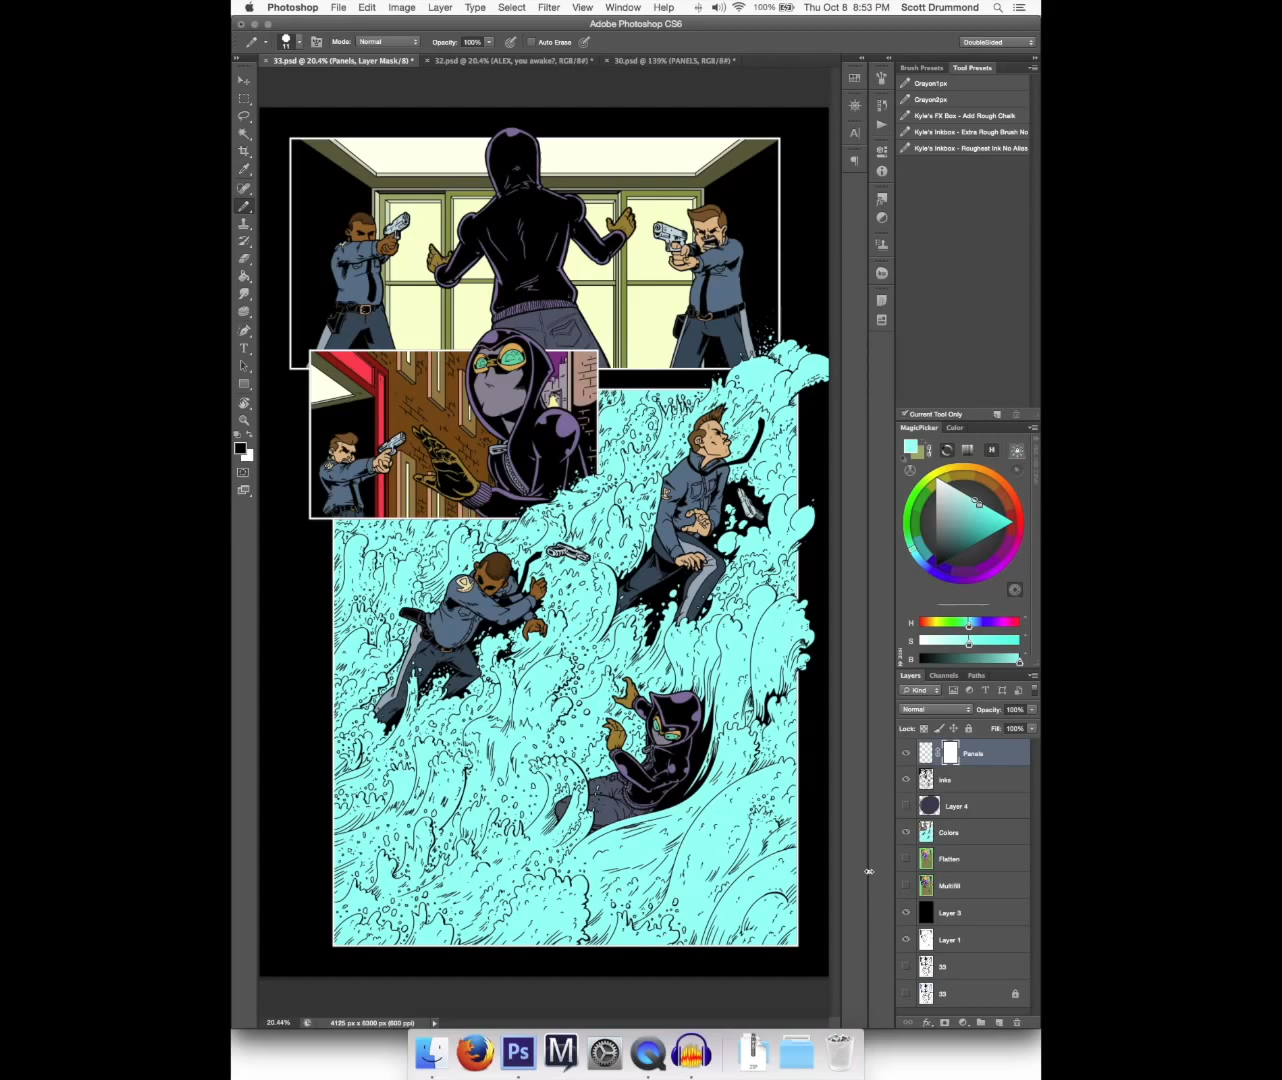 Photoshop File Edit Image Layer Type Select Filter View Window Help 100% Thu Oct 8 8:53 PM Scott Drummond
Adobe Photoshop CS6
11 Mode: Normal Opacity: 100% Auto Erase DoubleSided
33.psd @ 20.4% (Panels, Layer Mask/8) * 32.psd @ 20.4% (ALEX, you awake?, RGB/8#) * 30.psd @ 139% (PANELS, RGB/8#) *
Brush Presets Tool Presets
Crayon1px
Crayon2px
Kyle's FX Box - Add Rough Chalk
Kyle's Inkbox - Extra Rough Brush No
Kyle's Inkbox - Roughest Ink No Alias
Current Tool Only
MagicPicker Color
H
H
S
B
Layers Channels Paths
Kind
Normal Opacity: 100%
Lock: Fill: 100%
Panels
Inks
Layer 4
Colors
Flatten
Multifill
Layer 3
Layer 1
33
33
20.44% 4125 px x 6300 px (600 ppi)
Ps
M
ZIP